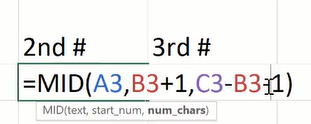 2nd # 3rd #
=MID(A3,B3+1,C3-B3-1)
MID(text, start_num, num_chars)